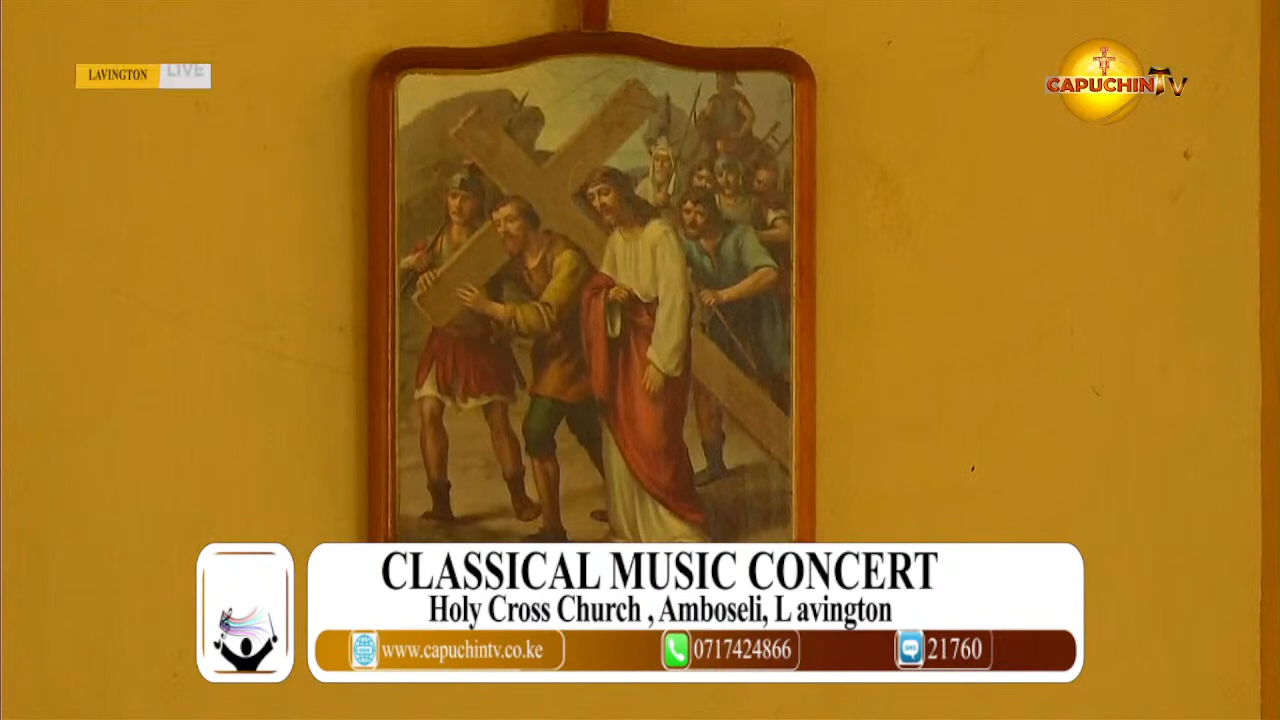 LAVINGTON LIVE
CAPUCHIN TV
CLASSICAL MUSIC CONCERT
Holy Cross Church , Amboseli, L avington
www.capuchintv.co.ke 0717424866 21760